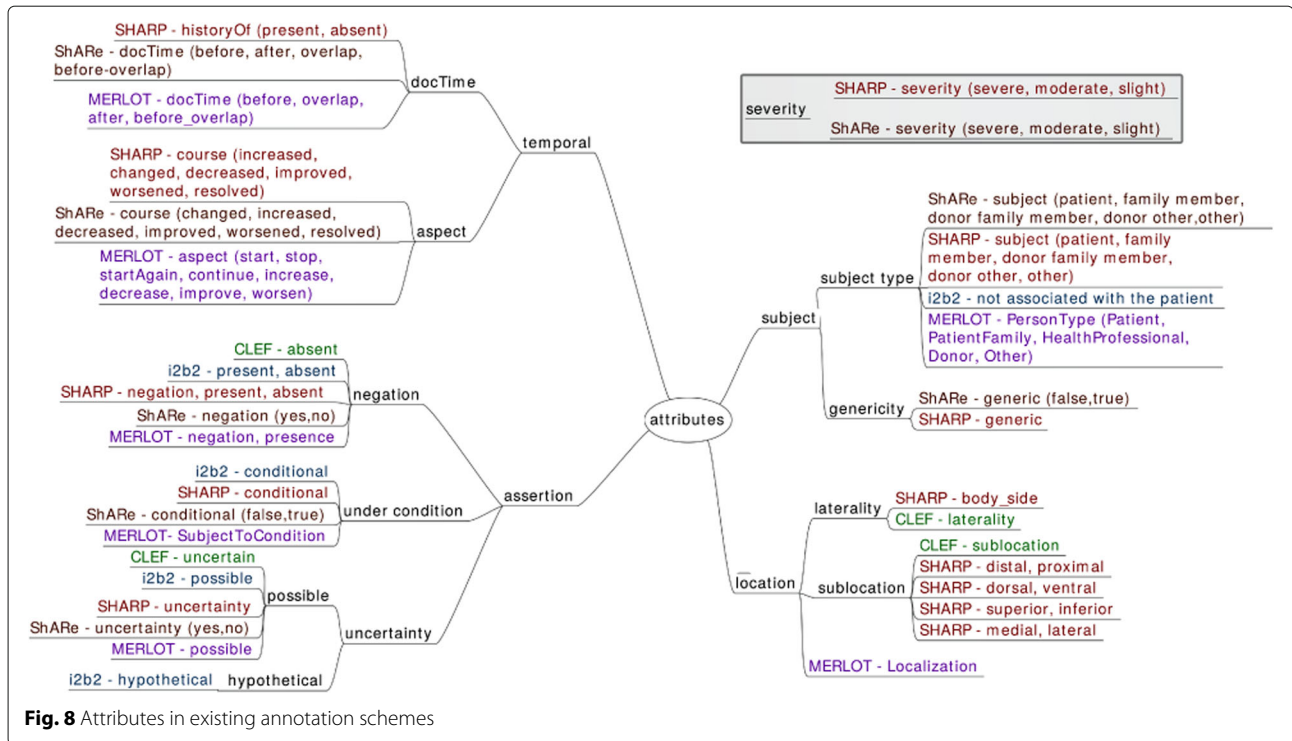 SHARP - historyOf (present, absent)
ShARe - docTime (before, after, overlap,
before-overlap)
docTime
MERLOT - docTime (before, overlap,
after, before_overlap)
temporal
SHARP - course (increased,
changed, decreased, improved,
worsened, resolved)
ShARe - course (changed, increased,
decreased, improved, worsened, resolved)
aspect
MERLOT - aspect (start, stop,
startAgain, continue, increase,
decrease, improve, worsen)
CLEF - absent
i2b2 - present, absent
SHARP - negation, present, absent
negation
ShARe - negation (yes,no)
MERLOT - negation, presence
i2b2 - conditional
SHARP - conditional
ShARe - conditional (false,true)
under condition
MERLOT- SubjectToCondition
assertion
CLEF - uncertain
i2b2 - possible
possible
SHARP - uncertainty
ShARe - uncertainty (yes,no)
MERLOT - possible
uncertainty
i2b2 - hypothetical
hypothetical
attributes
severity
SHARP - severity (severe, moderate, slight)
ShARe - severity (severe, moderate, slight)
ShARe - subject (patient, family member,
donor family member, donor other,other)
SHARP - subject (patient, family
member, donor family member,
donor other, other)
subject type
i2b2 - not associated with the patient
MERLOT - PersonType (Patient,
PatientFamily, HealthProfessional,
Donor, Other)
subject
genericity
ShARe - generic (false,true)
SHARP - generic
laterality
SHARP - body_side
CLEF - laterality
location
sublocation
CLEF - sublocation
SHARP - distal, proximal
SHARP - dorsal, ventral
SHARP - superior, inferior
SHARP - medial, lateral
MERLOT - Localization
Fig. 8 Attributes in existing annotation schemes